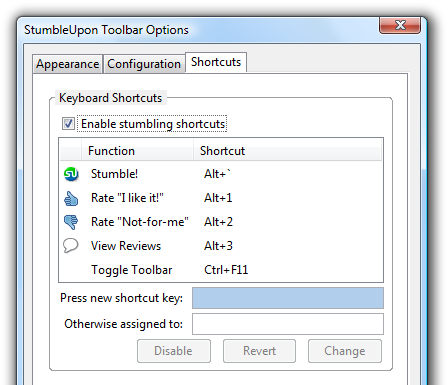 StumbleUpon Toolbar Options
Appearance Configuration Shortcuts
Keyboard Shortcuts
Enable stumbling shortcuts
Function Shortcut
Stumble! Alt+`
Rate "I like it!" Alt+1
Rate "Not-for-me" Alt+2
View Reviews Alt+3
Toggle Toolbar Ctrl+F11
Press new shortcut key:
Otherwise assigned to:
Disable Revert Change